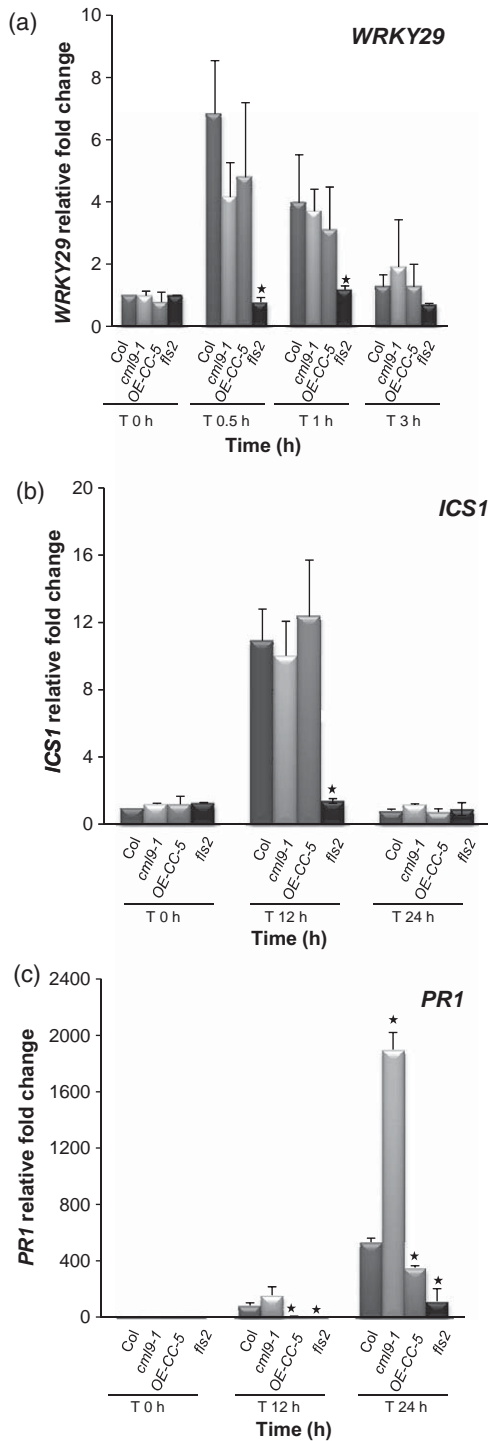 (a)
WRKY29
WRKY29 relative fold change
10
8
6
4
2
0
Col cml9-1 OE-CC-5 fls2 Col cml9-1 OE-CC-5 fls2 Col cml9-1 OE-CC-5 fls2 Col cml9-1 OE-CC-5 fls2
T 0 h T 0.5 h T 1 h T 3 h
Time (h)
(b)
ICS1
ICS1 relative fold change
20
16
12
8
4
0
Col cml9-1 OE-CC-5 fls2 Col cml9-1 OE-CC-5 fls2 Col cml9-1 OE-CC-5 fls2
T 0 h T 12 h T 24 h
Time (h)
(c)
PR1
PR1 relative fold change
2400
2000
1600
1200
800
400
0
Col cml9-1 OE-CC-5 fls2 Col cml9-1 OE-CC-5 fls2 Col cml9-1 OE-CC-5 fls2
T 0 h T 12 h T 24 h
Time (h)